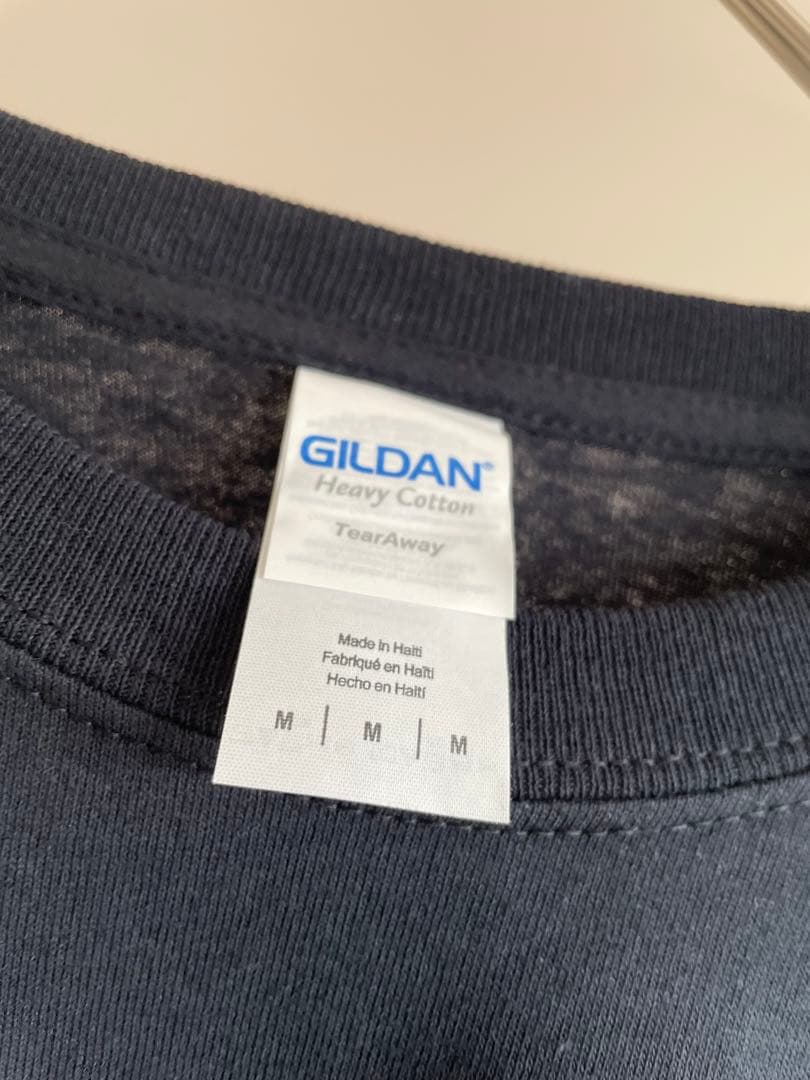 GILDAN®
Heavy Cotton
TearAway
Made in Haiti
Fabriqué en Haïti
Hecho en Haití
M | M | M